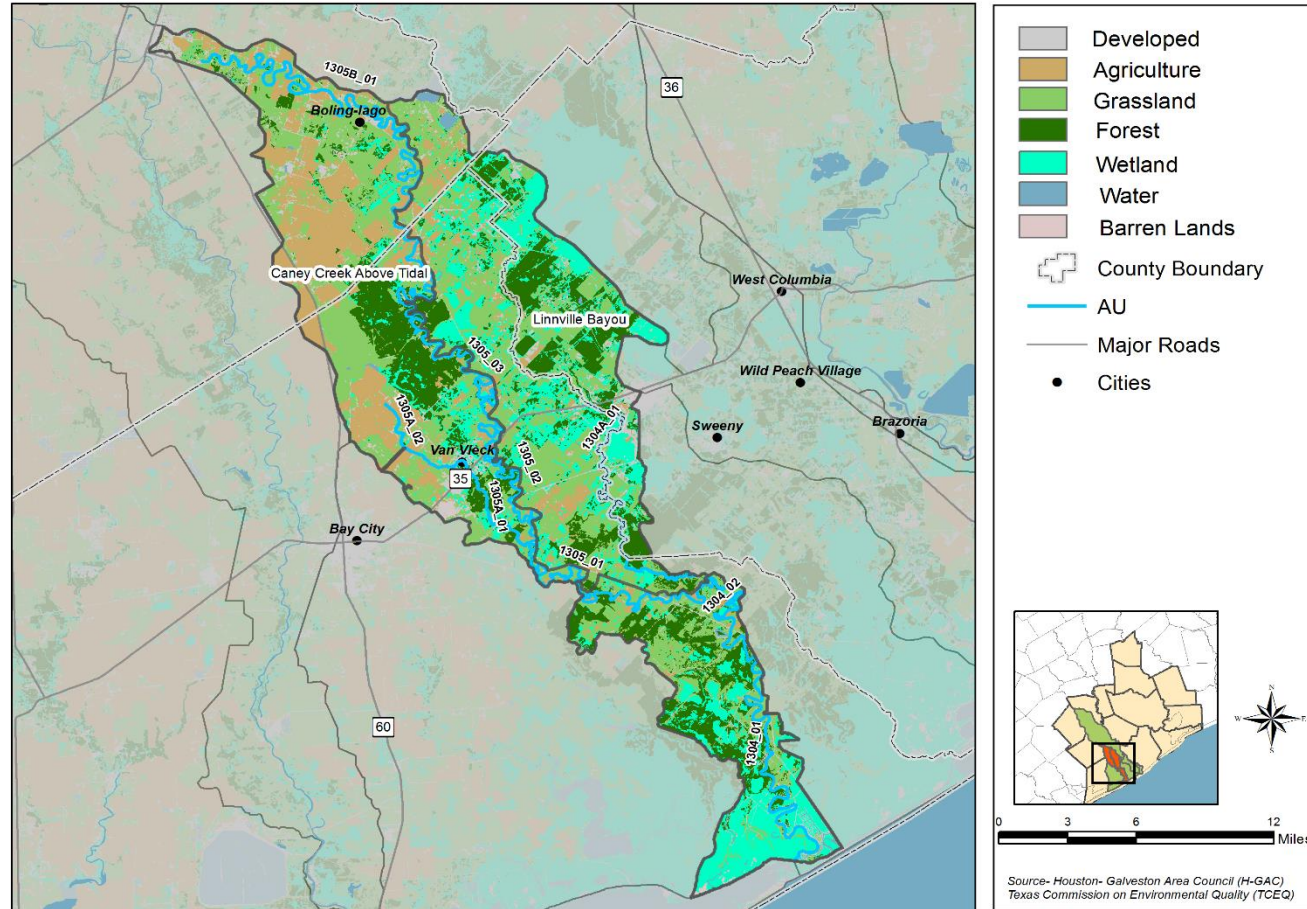 1305B_01
Boling-Iago
36
Caney Creek Above Tidal
West Columbia
Linnville Bayou
1305_03
Wild Peach Village
1305A_02
1304A_01
Sweeny
Brazoria
Van Vleck
35
1305_02
1305A_01
Bay City
1305_01
1304_02
60
1304_01
Developed
Agriculture
Grassland
Forest
Wetland
Water
Barren Lands
County Boundary
AU
Major Roads
Cities
N
W E
S
0 3 6 12
Miles
Source- Houston- Galveston Area Council (H-GAC)
Texas Commission on Environmental Quality (TCEQ)